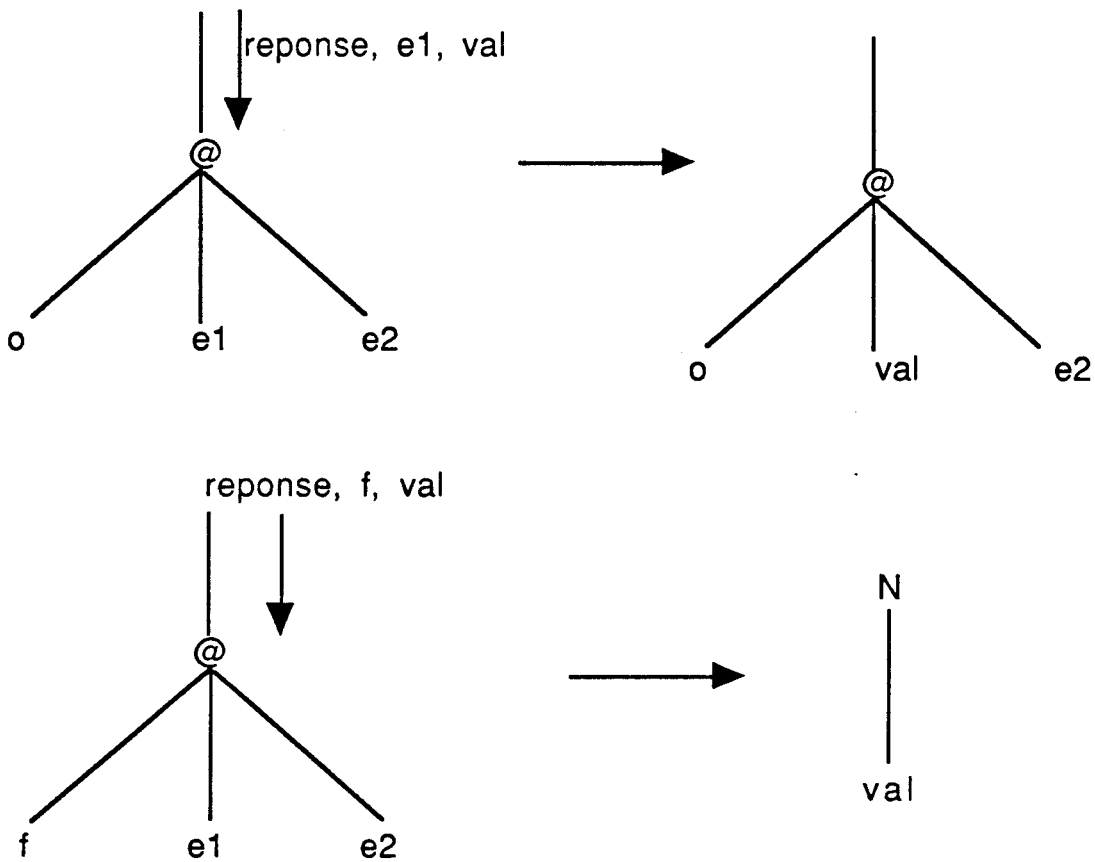 reponse, e1, val
@
@
o e1 e2
o val e2
reponse, f, val
N
@
val
f e1 e2